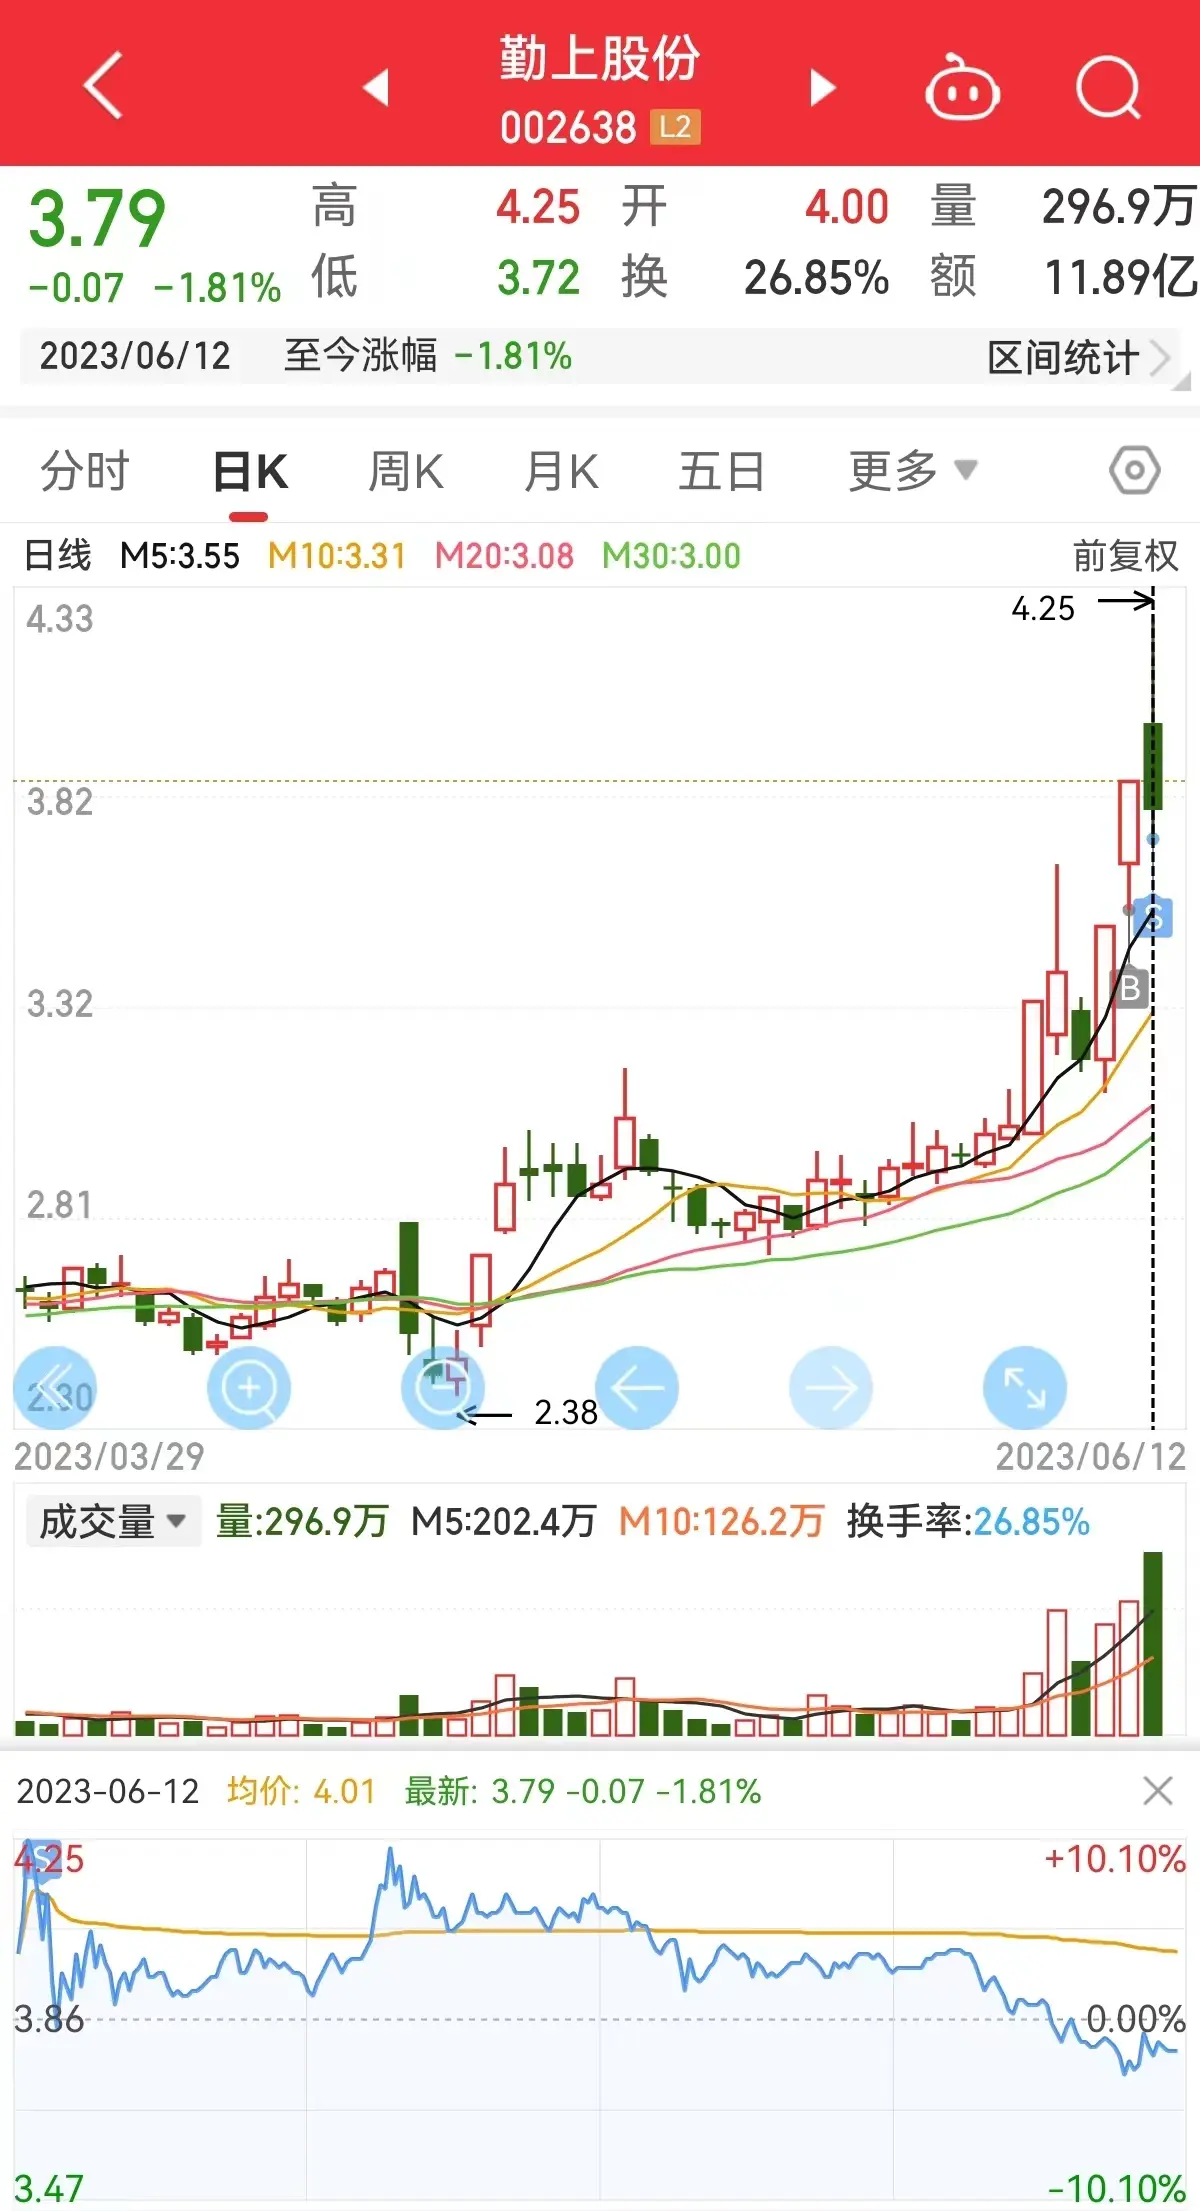 勤上股份
002638 L2
3.79 高 4.25 开 4.00 量 296.9万
-0.07 -1.81% 低 3.72 换 26.85% 额 11.89亿
2023/06/12 至今涨幅 -1.81% 区间统计
分时 日K 周K 月K 五日 更多
日线 M5:3.55 M10:3.31 M20:3.08 M30:3.00 前复权
4.33
4.25
3.82
S
B
3.32
2.81
2.30
2.38
2023/03/29 2023/06/12
成交量 量:296.9万 M5:202.4万 M10:126.2万 换手率:26.85%
2023-06-12 均价: 4.01 最新: 3.79 -0.07 -1.81%
S
4.25 +10.10%
3.86 0.00%
3.47 -10.10%